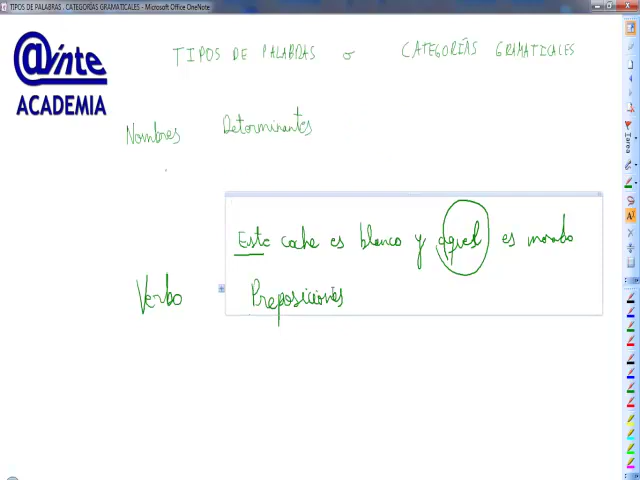 TIPOS DE PALABRAS . CATEGORÍAS GRAMATICALES - Microsoft Office OneNote
@inte
ACADEMIA
TIPOS DE PALABRAS o CATEGORÍAS GRAMATICALES
Nombres Determinantes
Este coche es blanco y aquel es morado
Verbo Preposiciones
Tarea